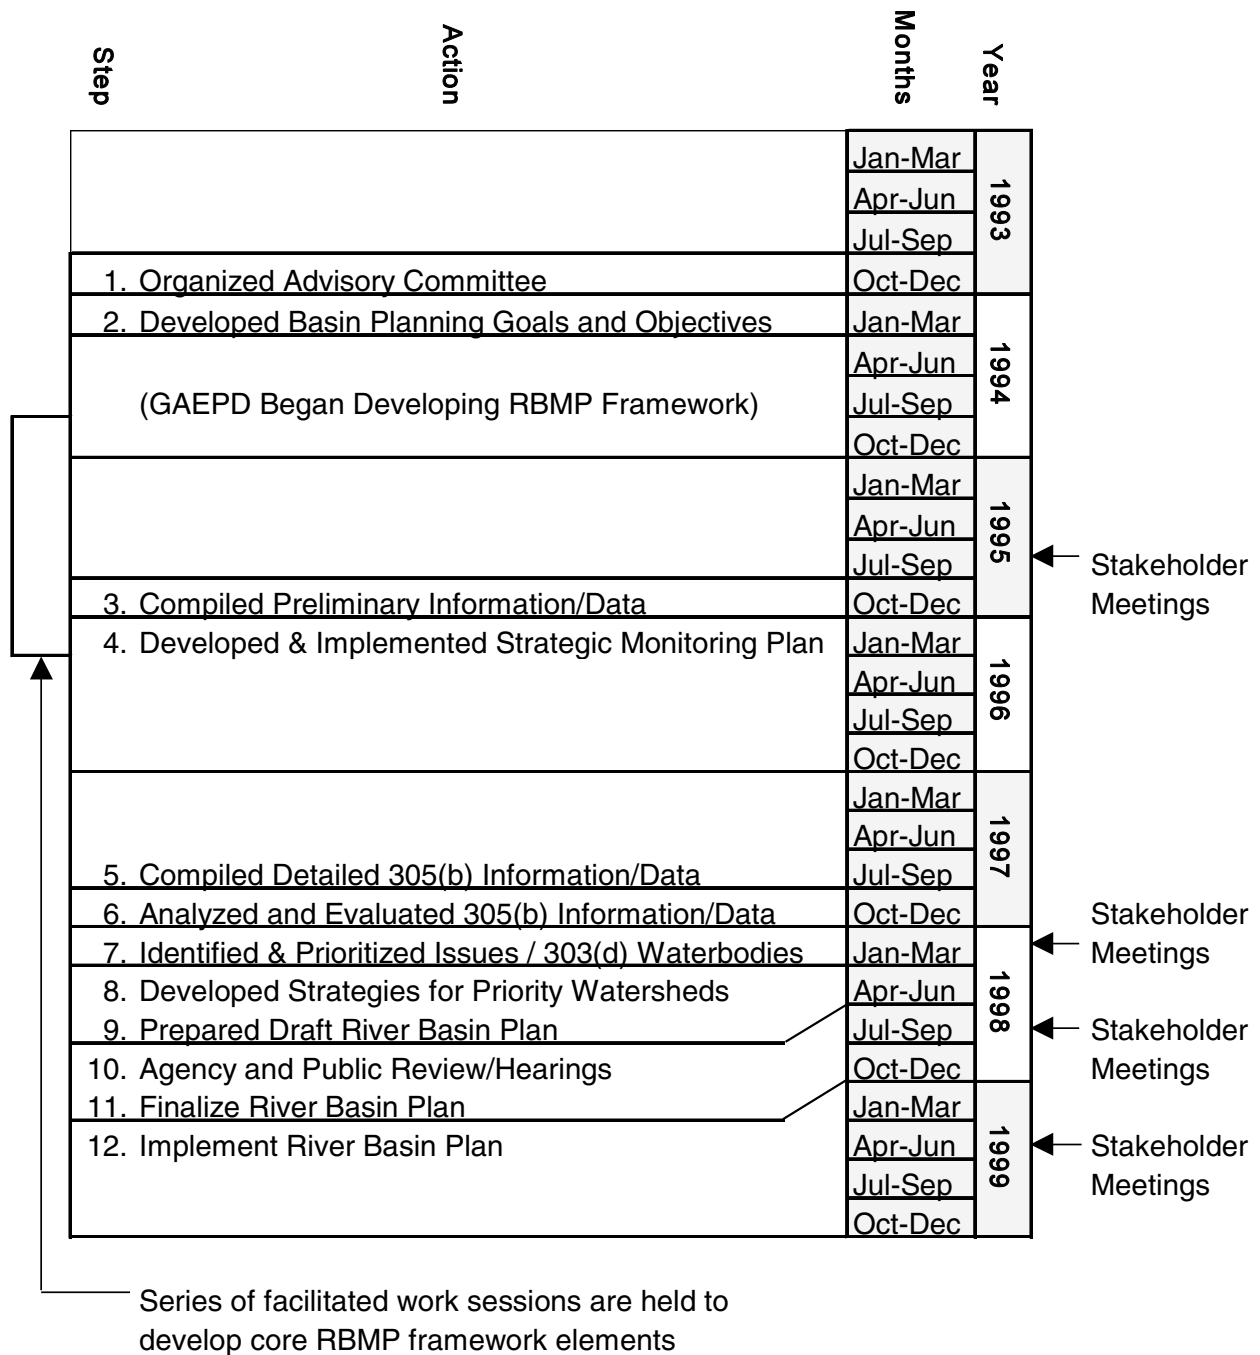 Step
Action
Months
Year
Jan-Mar
Apr-Jun
Jul-Sep
1993
1. Organized Advisory Committee
Oct-Dec
2. Developed Basin Planning Goals and Objectives
Jan-Mar
Apr-Jun
(GAEPD Began Developing RBMP Framework)
Jul-Sep
Oct-Dec
1994
Jan-Mar
Apr-Jun
Jul-Sep
1995
Stakeholder
Meetings
3. Compiled Preliminary Information/Data
Oct-Dec
4. Developed & Implemented Strategic Monitoring Plan
Jan-Mar
Apr-Jun
Jul-Sep
Oct-Dec
1996
Jan-Mar
Apr-Jun
5. Compiled Detailed 305(b) Information/Data
Jul-Sep
1997
6. Analyzed and Evaluated 305(b) Information/Data
Oct-Dec
Stakeholder
Meetings
7. Identified & Prioritized Issues / 303(d) Waterbodies
Jan-Mar
8. Developed Strategies for Priority Watersheds
Apr-Jun
9. Prepared Draft River Basin Plan
Jul-Sep
1998
Stakeholder
Meetings
10. Agency and Public Review/Hearings
Oct-Dec
11. Finalize River Basin Plan
Jan-Mar
12. Implement River Basin Plan
Apr-Jun
Jul-Sep
Oct-Dec
1999
Stakeholder
Meetings
Series of facilitated work sessions are held to
develop core RBMP framework elements